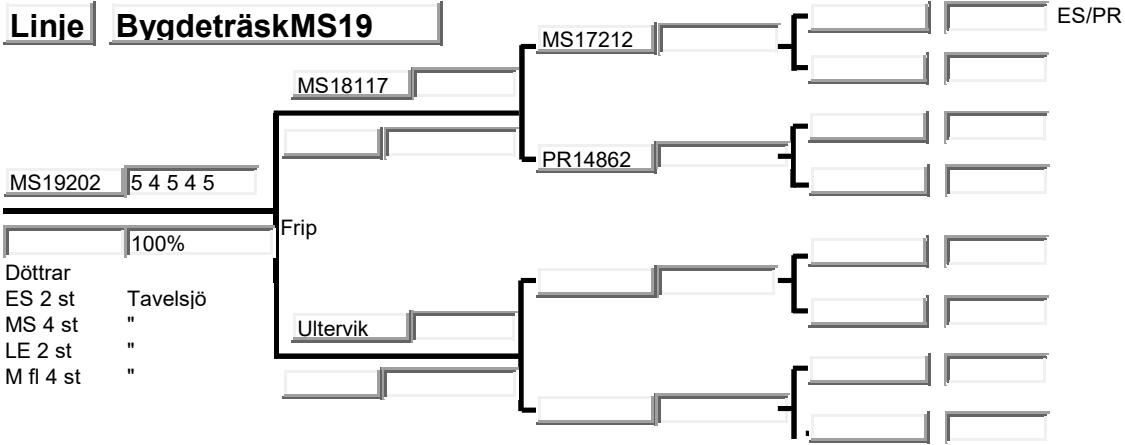 Linje BygdeträskMS19
ES/PR
MS17212
MS18117
PR14862
MS19202 5 4 5 4 5
Frip
100%
Döttrar
ES 2 st Tavelsjö
MS 4 st "
LE 2 st "
M fl 4 st "
Ultervik